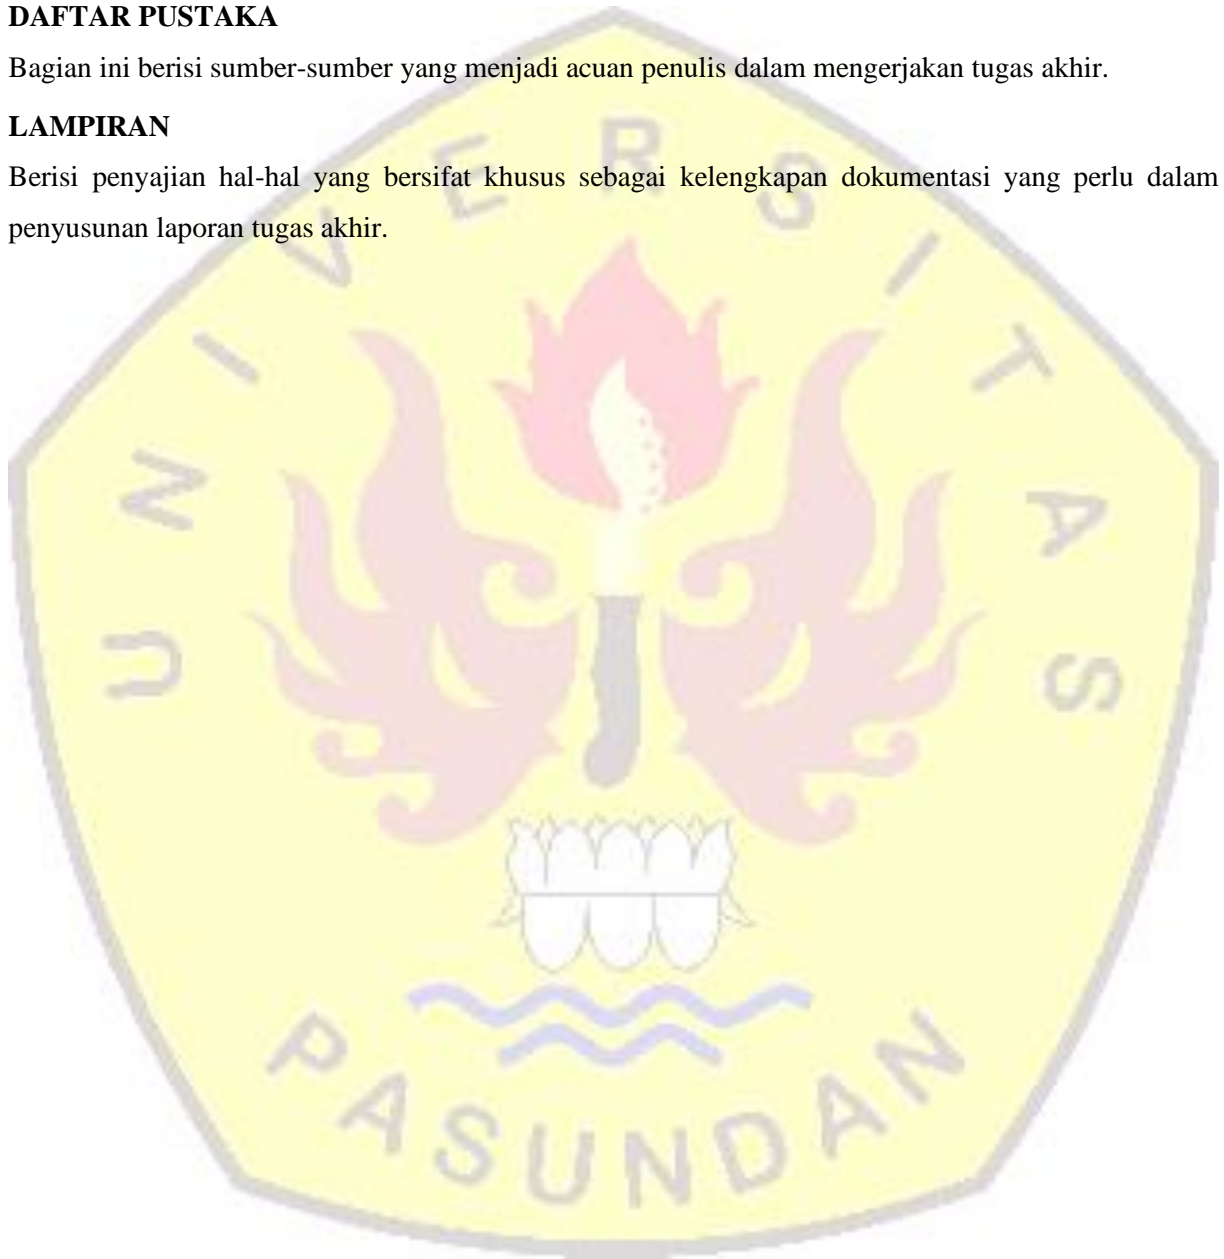 DAFTAR PUSTAKA
Bagian ini berisi sumber-sumber yang menjadi acuan penulis dalam mengerjakan tugas akhir.
LAMPIRAN
Berisi penyajian hal-hal yang bersifat khusus sebagai kelengkapan dokumentasi yang perlu dalam
penyusunan laporan tugas akhir.
UNIVERSITAS
PASUNDAN